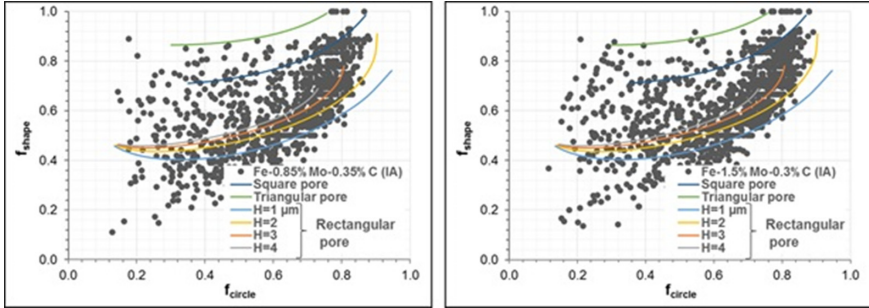 1.0
0.8
0.6
0.4
0.2
0.0
f shape
Fe-0.85% Mo-0.35% C (IA)
Square pore
Triangular pore
H=1 µm
H=2
H=3
H=4
Rectangular
pore
0.0 0.2 0.4 0.6 0.8 1.0
f circle
1.0
0.8
0.6
0.4
0.2
0.0
f shape
Fe-1.5% Mo-0.3% C (IA)
Square pore
Triangular pore
H=1 µm
H=2
H=3
H=4
Rectangular
pore
0.0 0.2 0.4 0.6 0.8 1.0
f circle